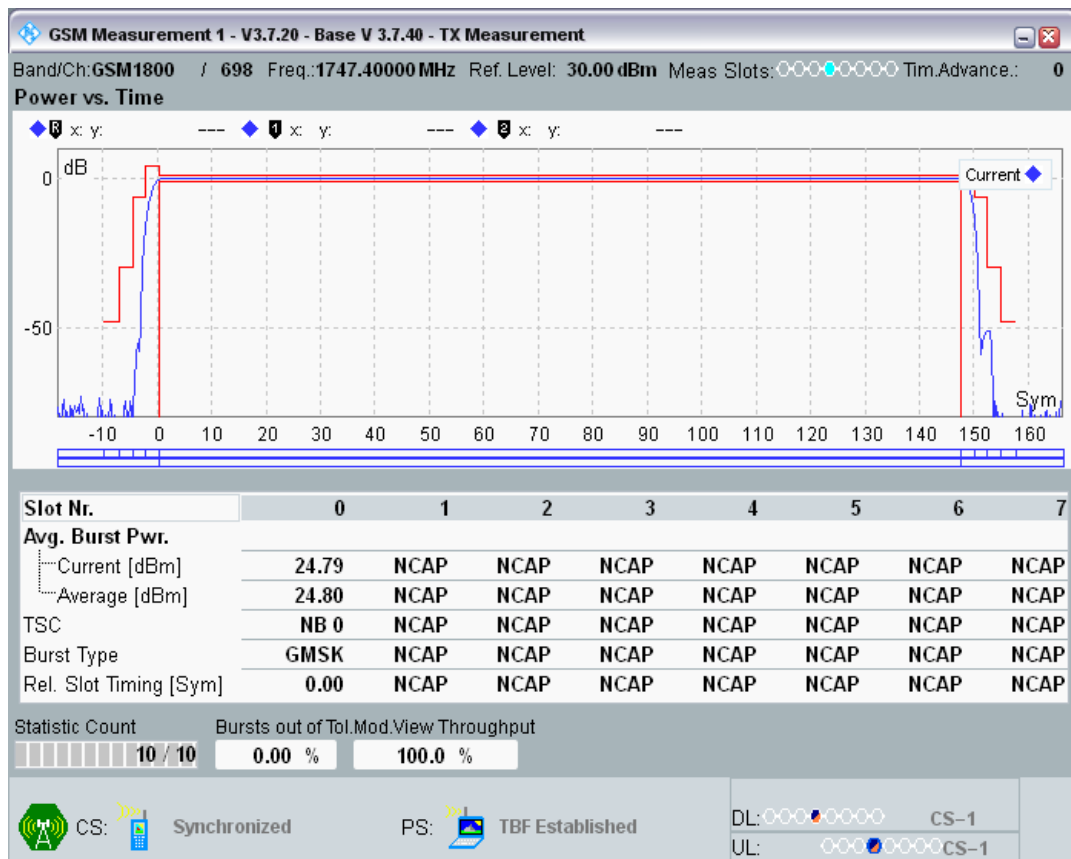 GSM Measurement 1 - V3.7.20 - Base V 3.7.40 - TX Measurement
Band/Ch:GSM1800 / 698 Freq.:1747.40000 MHz Ref. Level: 30.00 dBm Meas Slots: Tim.Advance.: 0
Power vs. Time
R x: y: --- 1 x: y: --- 2 x: y: ---
dB
Current
0
-50
Sym
-10 0 10 20 30 40 50 60 70 80 90 100 110 120 130 140 150 160
Slot Nr. 0 1 2 3 4 5 6 7
Avg. Burst Pwr.
Current [dBm] 24.79 NCAP NCAP NCAP NCAP NCAP NCAP NCAP
Average [dBm] 24.80 NCAP NCAP NCAP NCAP NCAP NCAP NCAP
TSC NB 0 NCAP NCAP NCAP NCAP NCAP NCAP NCAP
Burst Type GMSK NCAP NCAP NCAP NCAP NCAP NCAP NCAP
Rel. Slot Timing [Sym] 0.00 NCAP NCAP NCAP NCAP NCAP NCAP NCAP
Statistic Count Bursts out of Tol.Mod.View Throughput
10 / 10 0.00 % 100.0 %
CS: Synchronized PS: TBF Established
DL: CS-1
UL: CS-1